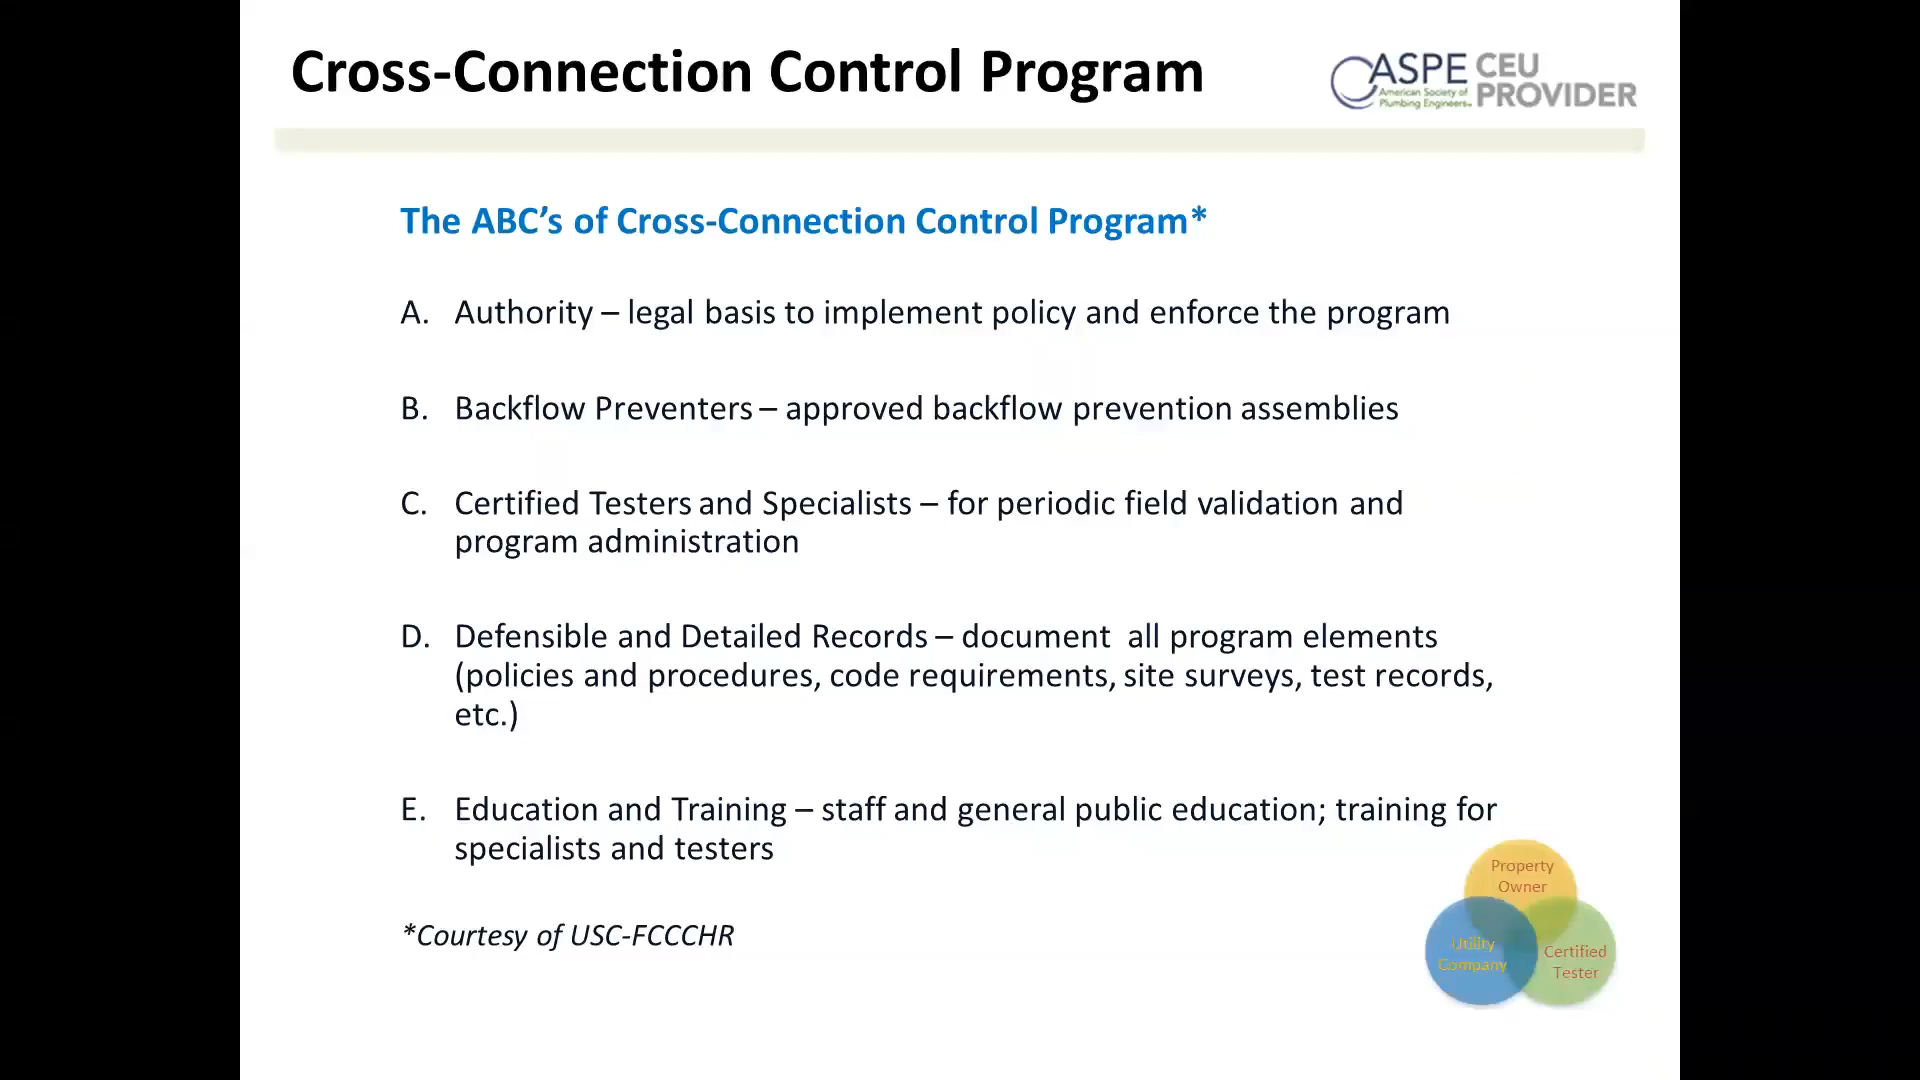 Cross-Connection Control Program
ASPE CEU
American Society of
Plumbing Engineers™ PROVIDER
The ABC’s of Cross-Connection Control Program*
A. Authority – legal basis to implement policy and enforce the program
B. Backflow Preventers – approved backflow prevention assemblies
C. Certified Testers and Specialists – for periodic field validation and
program administration
D. Defensible and Detailed Records – document  all program elements
(policies and procedures, code requirements, site surveys, test records,
etc.)
E. Education and Training – staff and general public education; training for
specialists and testers
Property
Owner
*Courtesy of USC-FCCCHR
Utility
Company
Certified
Tester